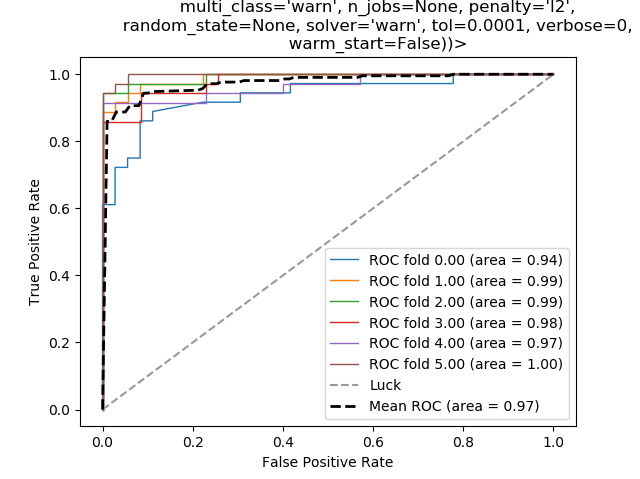 multi_class='warn', n_jobs=None, penalty='l2',
random_state=None, solver='warn', tol=0.0001, verbose=0,
warm_start=False))>
1.0
0.8
0.6
0.4
0.2
0.0
True Positive Rate
ROC fold 0.00 (area = 0.94)
ROC fold 1.00 (area = 0.99)
ROC fold 2.00 (area = 0.99)
ROC fold 3.00 (area = 0.98)
ROC fold 4.00 (area = 0.97)
ROC fold 5.00 (area = 1.00)
Luck
Mean ROC (area = 0.97)
0.0 0.2 0.4 0.6 0.8 1.0
False Positive Rate